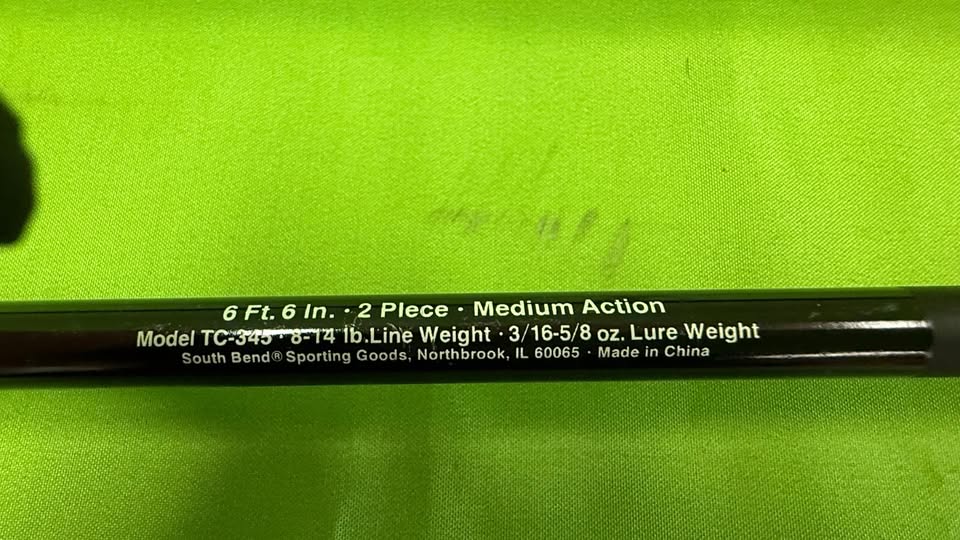 6 Ft. 6 In. · 2 Piece · Medium Action
Model TC-345 · 8-14 lb.Line Weight · 3/16-5/8 oz. Lure Weight
South Bend® Sporting Goods, Northbrook, IL 60065 · Made in China